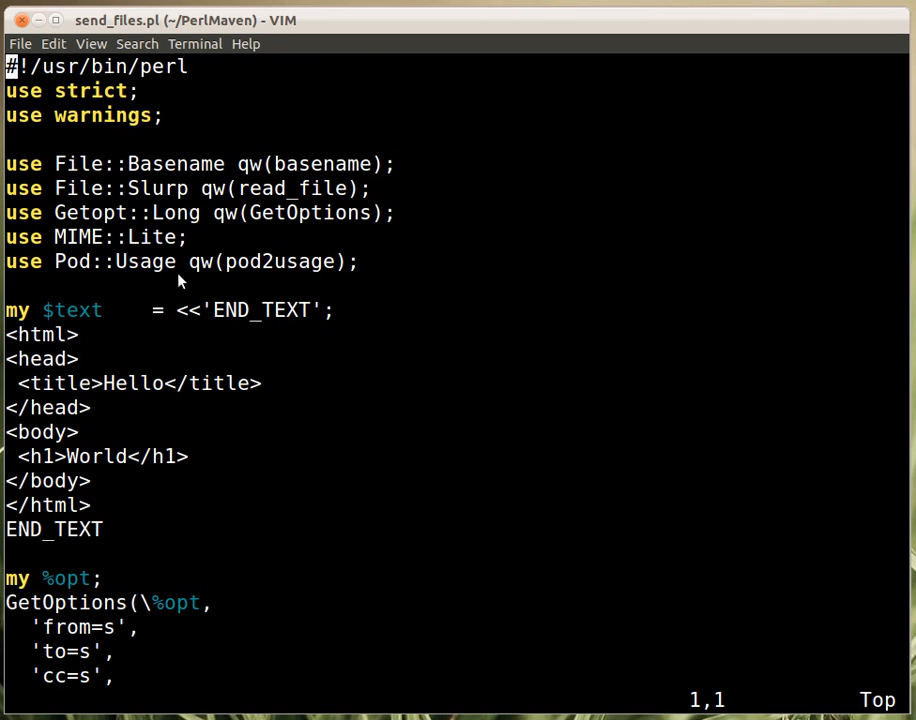 send_files.pl (~/PerlMaven) - VIM
File Edit View Search Terminal Help
#!/usr/bin/perl
use strict;
use warnings;
use File::Basename qw(basename);
use File::Slurp qw(read_file);
use Getopt::Long qw(GetOptions);
use MIME::Lite;
use Pod::Usage qw(pod2usage);
my $text    = <<'END_TEXT';
<html>
<head>
 <title>Hello</title>
</head>
<body>
 <h1>World</h1>
</body>
</html>
END_TEXT
my %opt;
GetOptions(\%opt,
  'from=s',
  'to=s',
  'cc=s',
1,1 Top